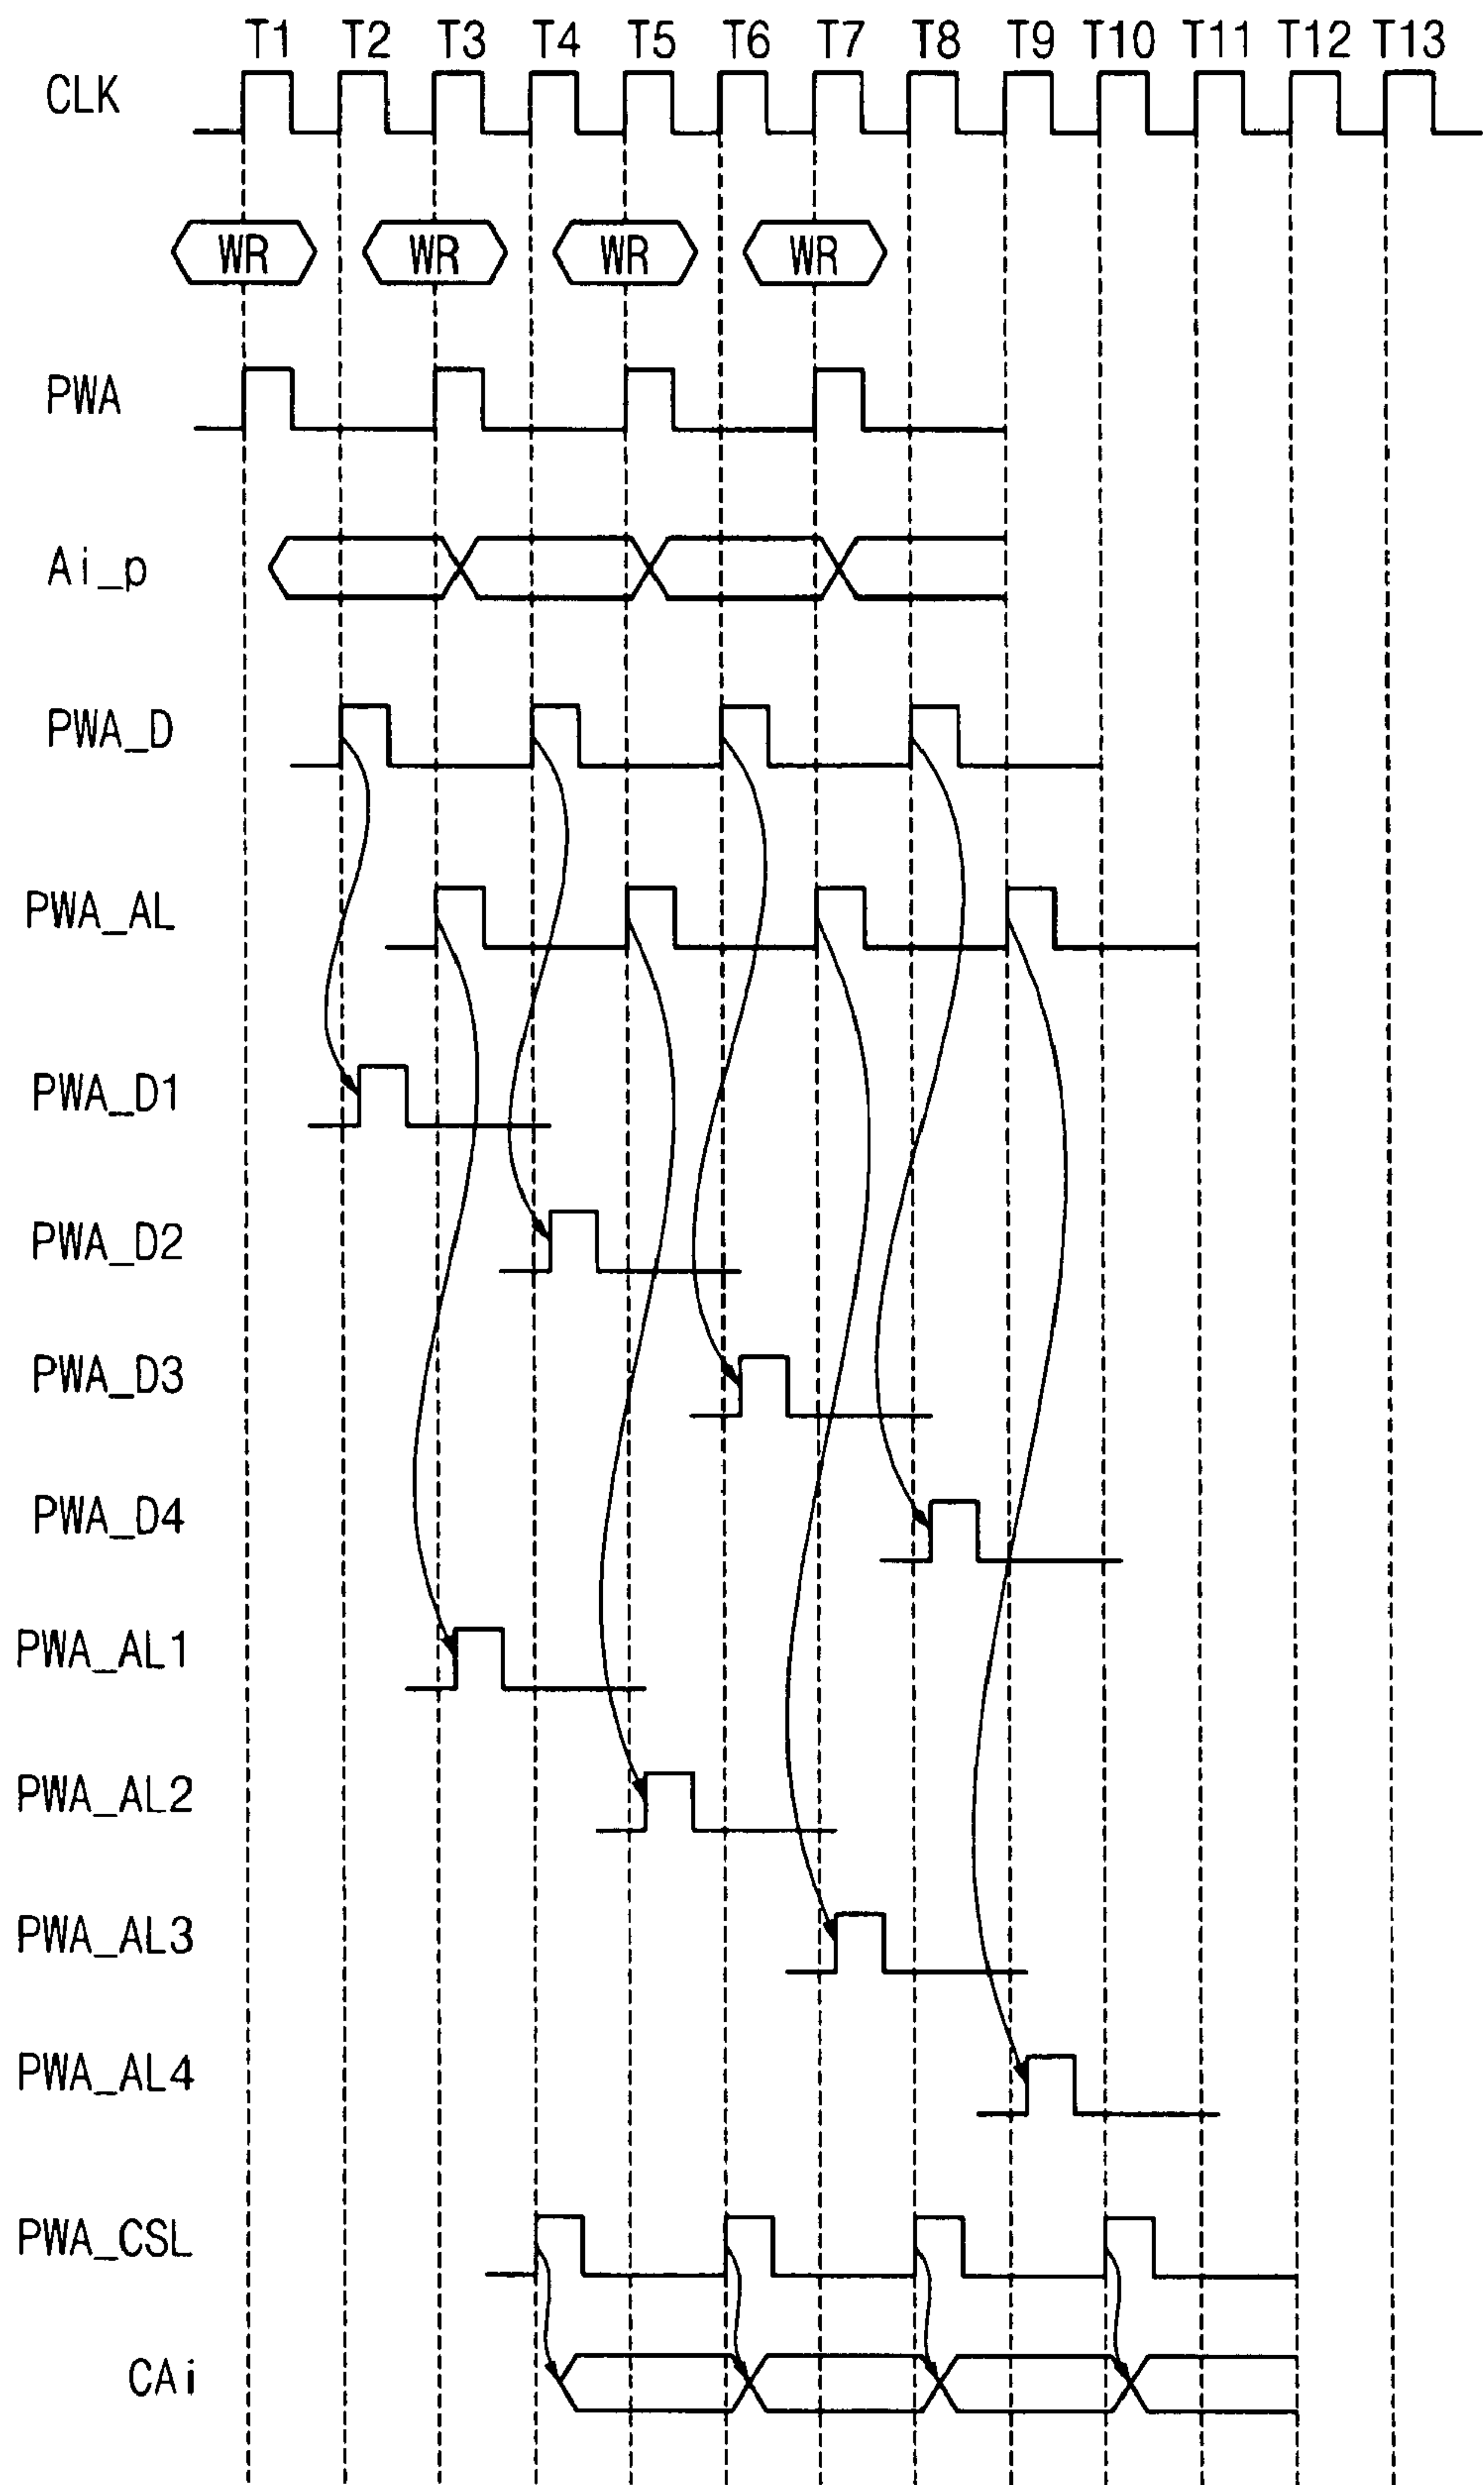 T1 T2 T3 T4 T5 T6 T7 T8 T9 T10 T11 T12 T13
CLK
WR WR WR WR
PWA
Ai_p
PWA_D
PWA_AL
PWA_D1
PWA_D2
PWA_D3
PWA_D4
PWA_AL1
PWA_AL2
PWA_AL3
PWA_AL4
PWA_CSL
CAi